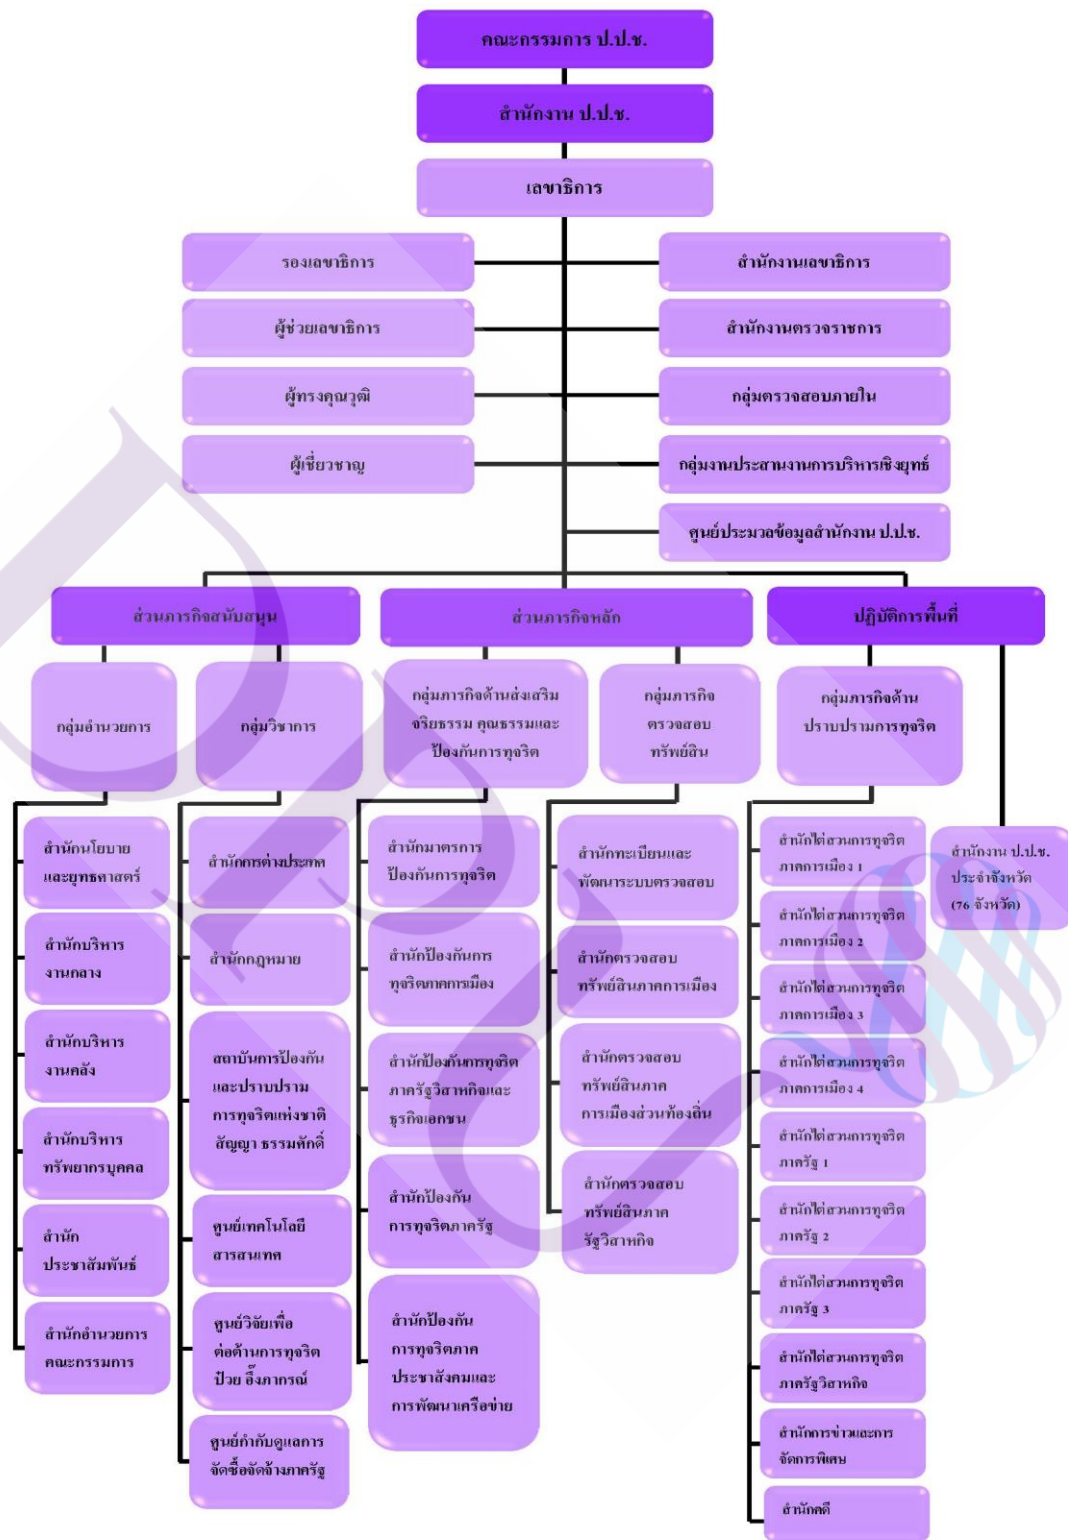 คณะกรรมการ ป.ป.ช.
สำนักงาน ป.ป.ช.
เลขาธิการ
รองเลขาธิการ
สำนักงานเลขาธิการ
ผู้ช่วยเลขาธิการ
สำนักงานตรวจราชการ
ผู้ทรงคุณวุฒิ
กลุ่มตรวจสอบภายใน
ผู้เชี่ยวชาญ
กลุ่มงานประสานงานการบริหารเชิงยุทธ์
ศูนย์ประมวลข้อมูลสำนักงาน ป.ป.ช.
ส่วนภารกิจสนับสนุน
ส่วนภารกิจหลัก
ปฏิบัติการพื้นที่
กลุ่มอำนวยการ
กลุ่มวิชาการ
กลุ่มภารกิจด้านส่งเสริม
จริยธรรม คุณธรรมและ
ป้องกันการทุจริต
กลุ่มภารกิจ
ตรวจสอบ
ทรัพย์สิน
กลุ่มภารกิจด้าน
ปราบปรามการทุจริต
สำนักนโยบาย
และยุทธศาสตร์
สำนักบริหาร
งานกลาง
สำนักบริหาร
งานคลัง
สำนักบริหาร
ทรัพยากรบุคคล
สำนัก
ประชาสัมพันธ์
สำนักอำนวยการ
คณะกรรมการ
สำนักการต่างประเทศ
สำนักกฎหมาย
สถาบันการป้องกัน
และปราบปราม
การทุจริตแห่งชาติ
สัญญา ธรรมศักดิ์
ศูนย์เทคโนโลยี
สารสนเทศ
ศูนย์วิจัยเพื่อ
ต่อต้านการทุจริต
ป๋วย อึ๊งภากรณ์
ศูนย์กำกับดูแลการ
จัดซื้อจัดจ้างภาครัฐ
สำนักมาตรการ
ป้องกันการทุจริต
สำนักป้องกันการ
ทุจริตภาคการเมือง
สำนักป้องกันการทุจริต
ภาครัฐวิสาหกิจและ
ธุรกิจเอกชน
สำนักป้องกัน
การทุจริตภาครัฐ
สำนักป้องกัน
การทุจริตภาค
ประชาสังคมและ
การพัฒนาเครือข่าย
สำนักทะเบียนและ
พัฒนาระบบตรวจสอบ
สำนักตรวจสอบ
ทรัพย์สินภาคการเมือง
สำนักตรวจสอบ
ทรัพย์สินภาค
การเมืองส่วนท้องถิ่น
สำนักตรวจสอบ
ทรัพย์สินภาค
รัฐวิสาหกิจ
สำนักไต่สวนการทุจริต
ภาคการเมือง 1
สำนักไต่สวนการทุจริต
ภาคการเมือง 2
สำนักไต่สวนการทุจริต
ภาคการเมือง 3
สำนักไต่สวนการทุจริต
ภาคการเมือง 4
สำนักไต่สวนการทุจริต
ภาครัฐ 1
สำนักไต่สวนการทุจริต
ภาครัฐ 2
สำนักไต่สวนการทุจริต
ภาครัฐ 3
สำนักไต่สวนการทุจริต
ภาครัฐวิสาหกิจ
สำนักการข่าวและการ
จัดการพิเศษ
สำนักคดี
สำนักงาน ป.ป.ช.
ประจำจังหวัด
(76 จังหวัด)
DPU